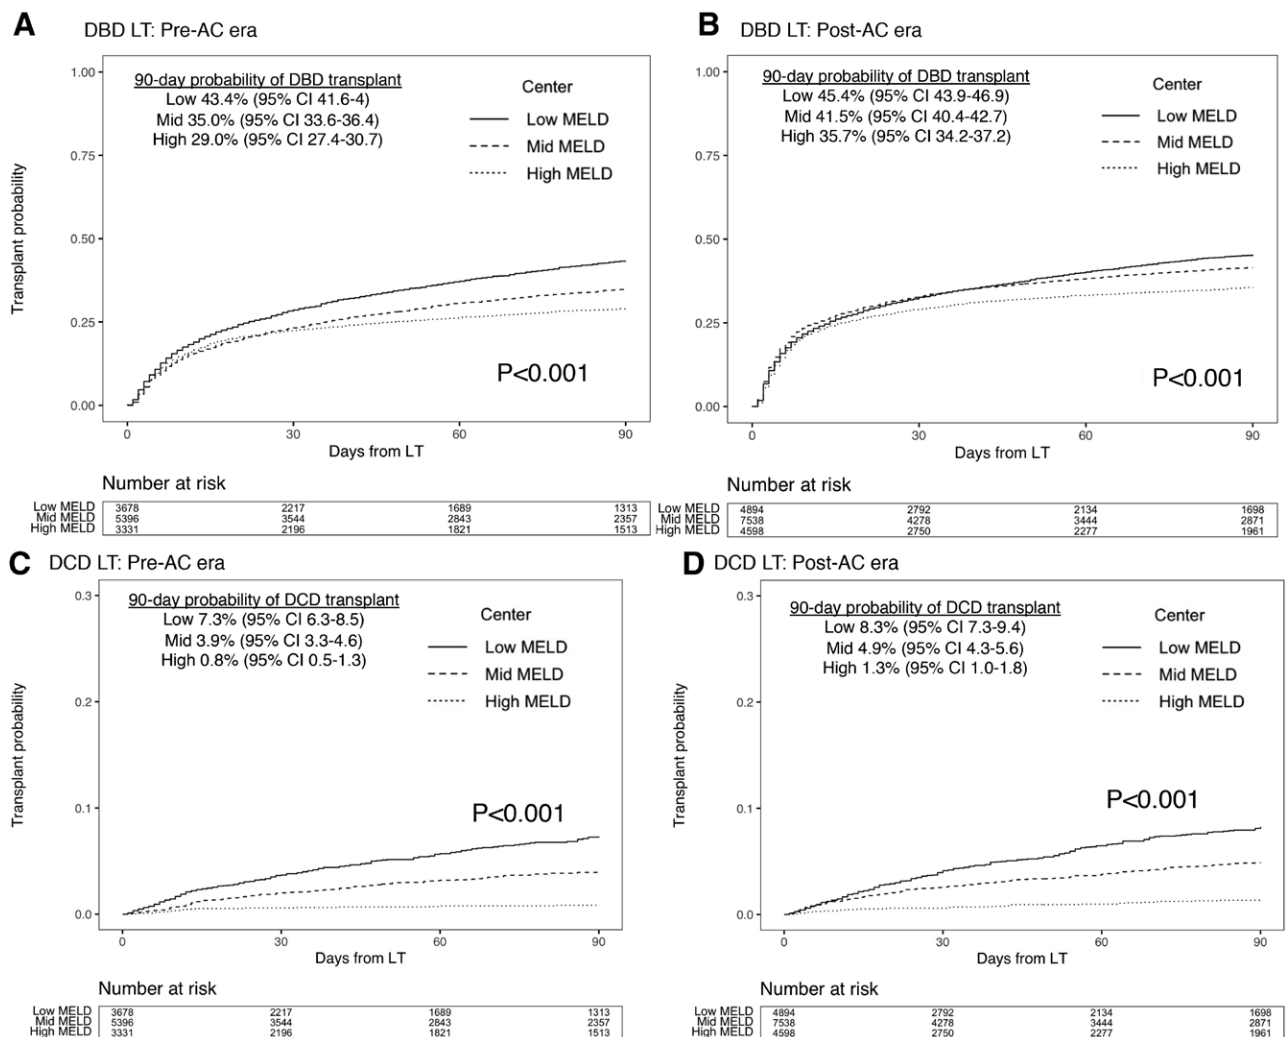 A
DBD LT: Pre-AC era
90-day probability of DBD transplant
Low 43.4% (95% CI 41.6-4)
Mid 35.0% (95% CI 33.6-36.4)
High 29.0% (95% CI 27.4-30.7)
Center
Low MELD
Mid MELD
High MELD
Transplant probability
1.00
0.75
0.50
0.25
0.00
P<0.001
0 30 60 90
Days from LT
Number at risk
Low MELD 3678 2217 1689 1313
Mid MELD 5396 3544 2843 2357
High MELD 3331 2196 1821 1513
B
DBD LT: Post-AC era
90-day probability of DBD transplant
Low 45.4% (95% CI 43.9-46.9)
Mid 41.5% (95% CI 40.4-42.7)
High 35.7% (95% CI 34.2-37.2)
Center
Low MELD
Mid MELD
High MELD
1.00
0.75
0.50
0.25
0.00
P<0.001
0 30 60 90
Days from LT
Number at risk
Low MELD 4894 2792 2134 1698
Mid MELD 7538 4278 3444 2871
High MELD 4598 2750 2277 1961
C
DCD LT: Pre-AC era
90-day probability of DCD transplant
Low 7.3% (95% CI 6.3-8.5)
Mid 3.9% (95% CI 3.3-4.6)
High 0.8% (95% CI 0.5-1.3)
Center
Low MELD
Mid MELD
High MELD
Transplant probability
0.3
0.2
0.1
0.0
P<0.001
0 30 60 90
Days from LT
Number at risk
Low MELD 3678 2217 1689 1313
Mid MELD 5396 3544 2843 2357
High MELD 3331 2196 1821 1513
D
DCD LT: Post-AC era
90-day probability of DCD transplant
Low 8.3% (95% CI 7.3-9.4)
Mid 4.9% (95% CI 4.3-5.6)
High 1.3% (95% CI 1.0-1.8)
Center
Low MELD
Mid MELD
High MELD
Transplant probability
0.3
0.2
0.1
0.0
P<0.001
0 30 60 90
Days from LT
Number at risk
Low MELD 4894 2792 2134 1698
Mid MELD 7538 4278 3444 2871
High MELD 4598 2750 2277 1961